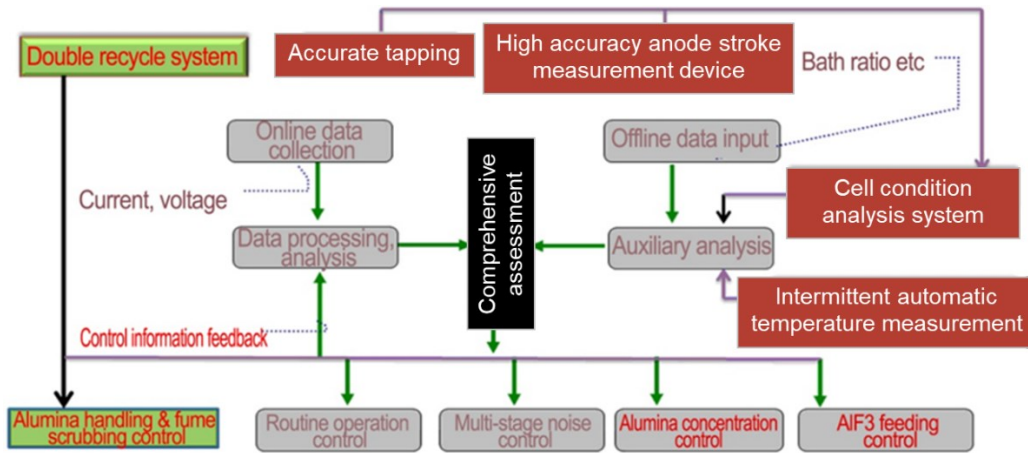 Double recycle system
Accurate tapping
High accuracy anode stroke
measurement device
Bath ratio etc
Online data
collection
Offline data input
Current, voltage
Comprehensive
assessment
Cell condition
analysis system
Data processing,
analysis
Auxiliary analysis
Intermittent automatic
temperature measurement
Control information feedback
Alumina handling & fume
scrubbing control
Routine operation
control
Multi-stage noise
control
Alumina concentration
control
AlF3 feeding
control